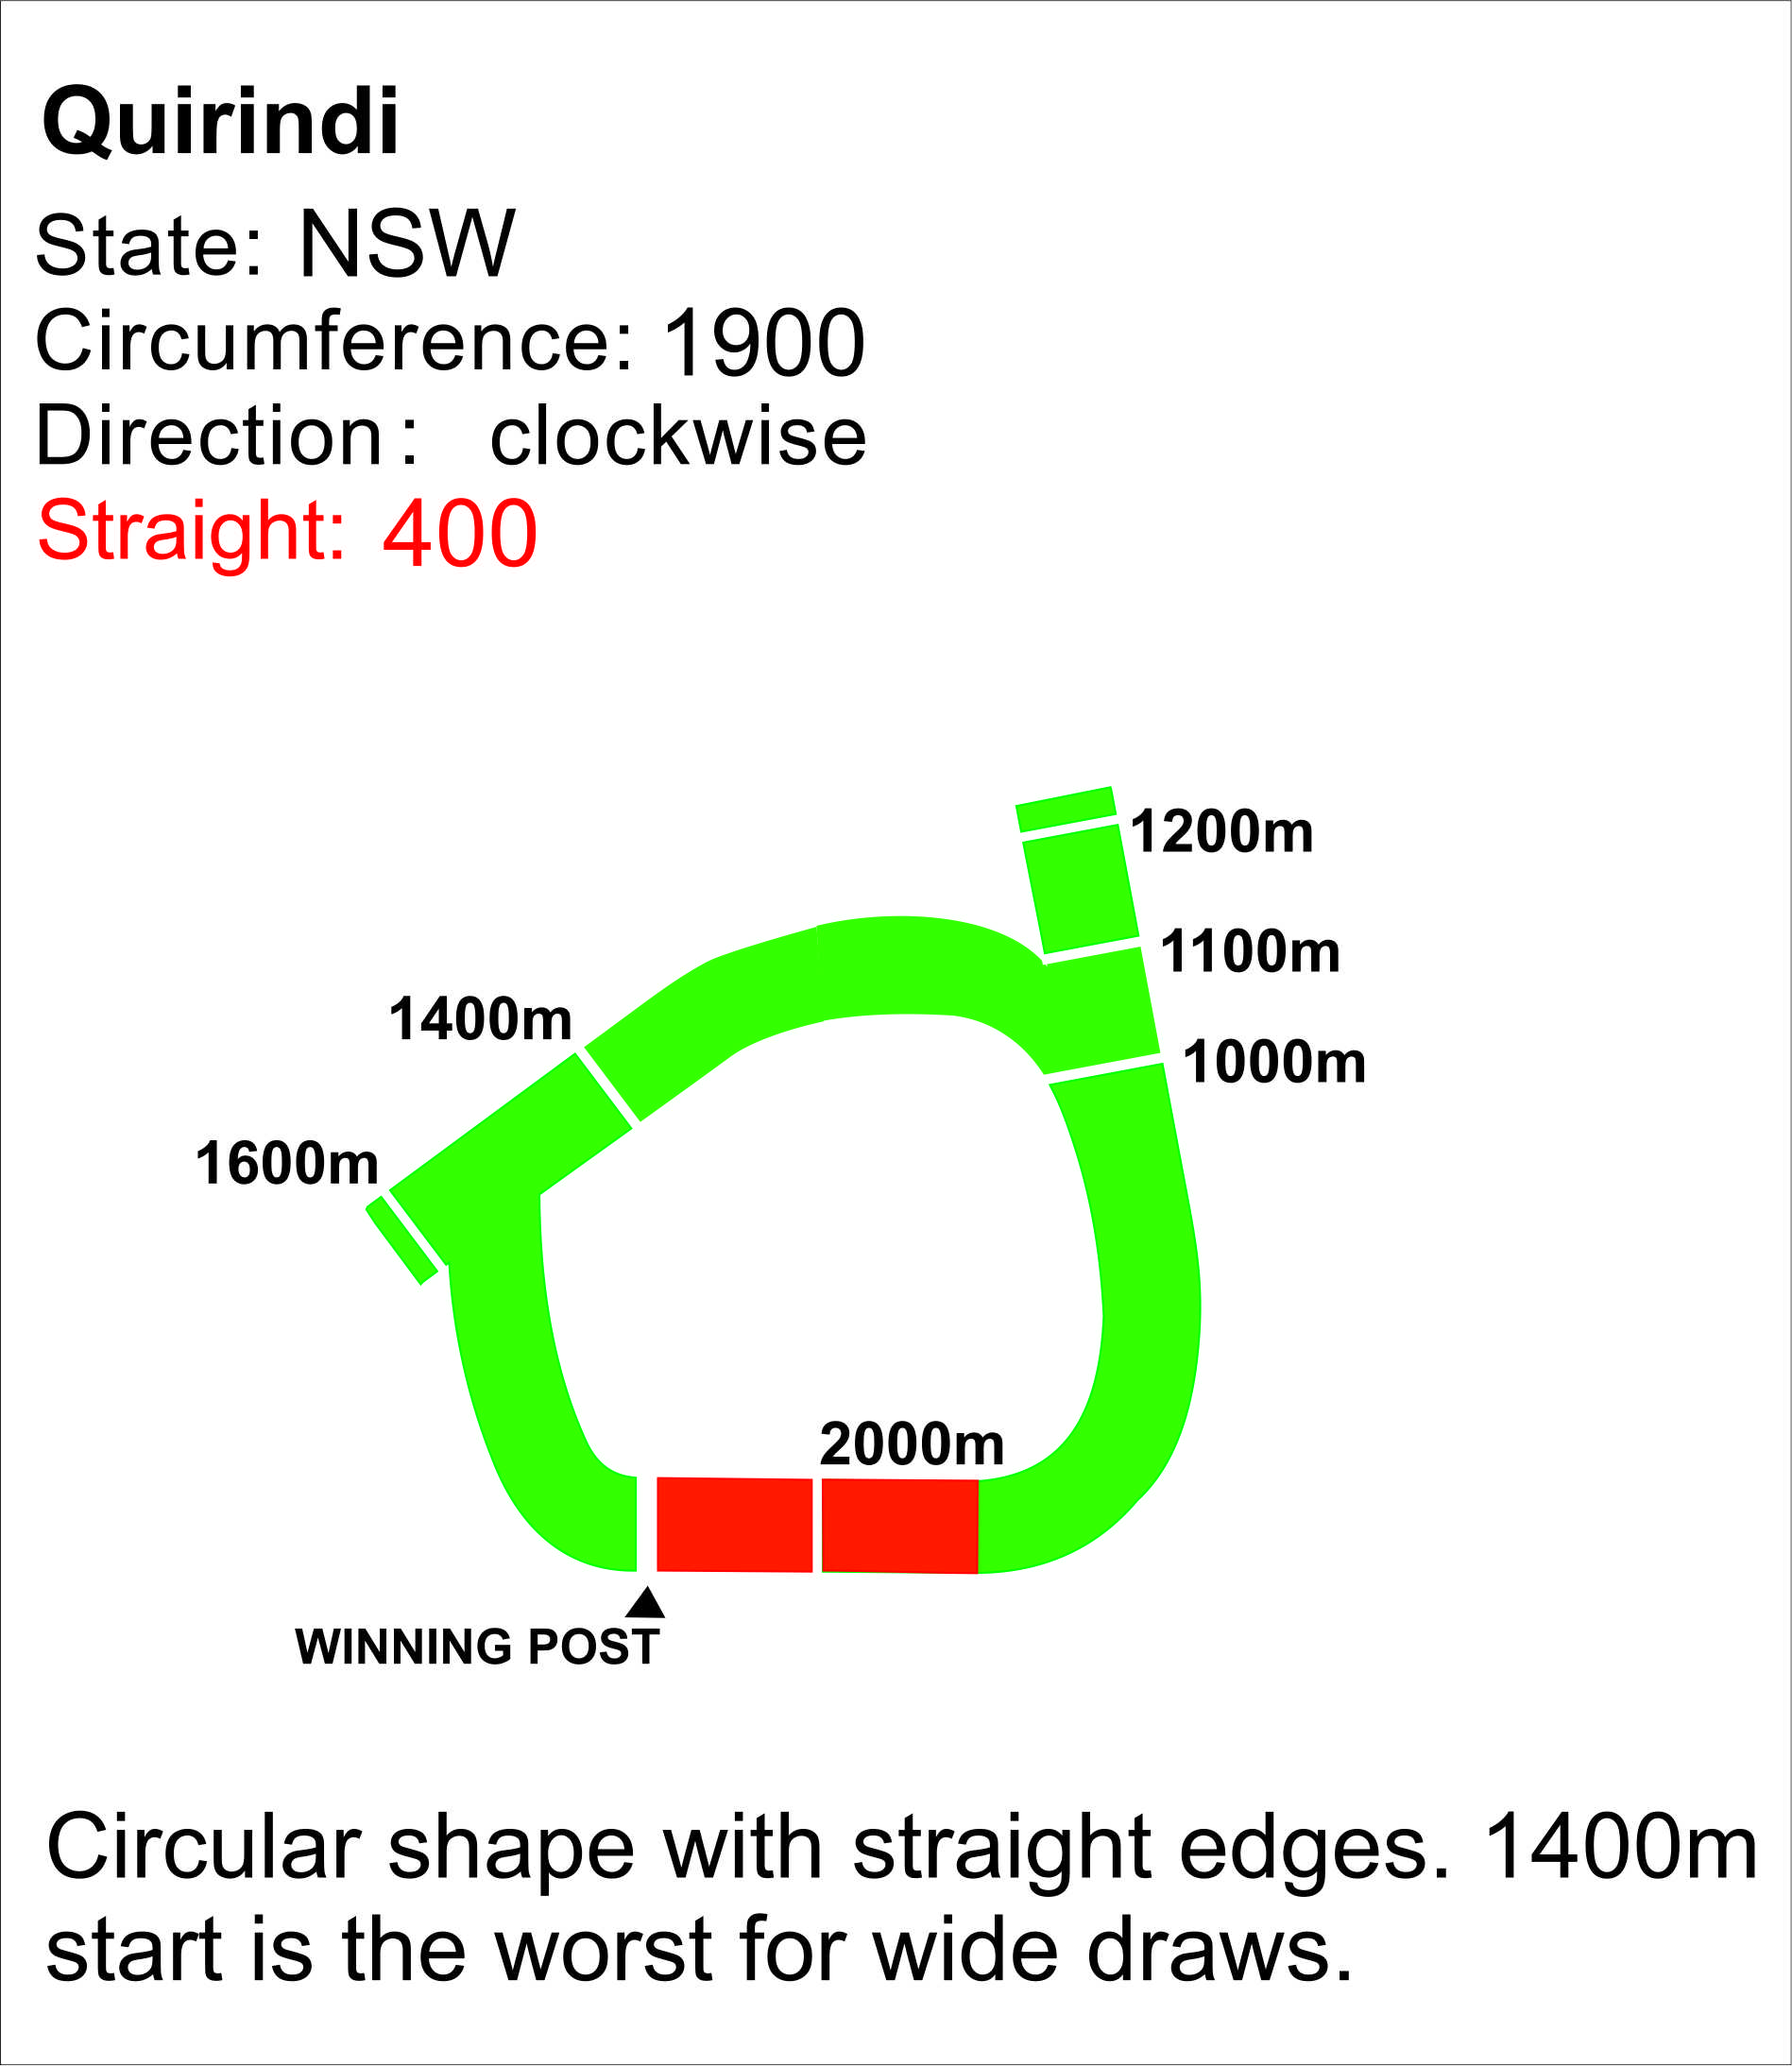 Quirindi
State: NSW
Circumference: 1900
Direction : clockwise
Straight: 400
1200m
1100m
1400m
1000m
1600m
2000m
WINNING POST
Circular shape with straight edges. 1400m
start is the worst for wide draws.